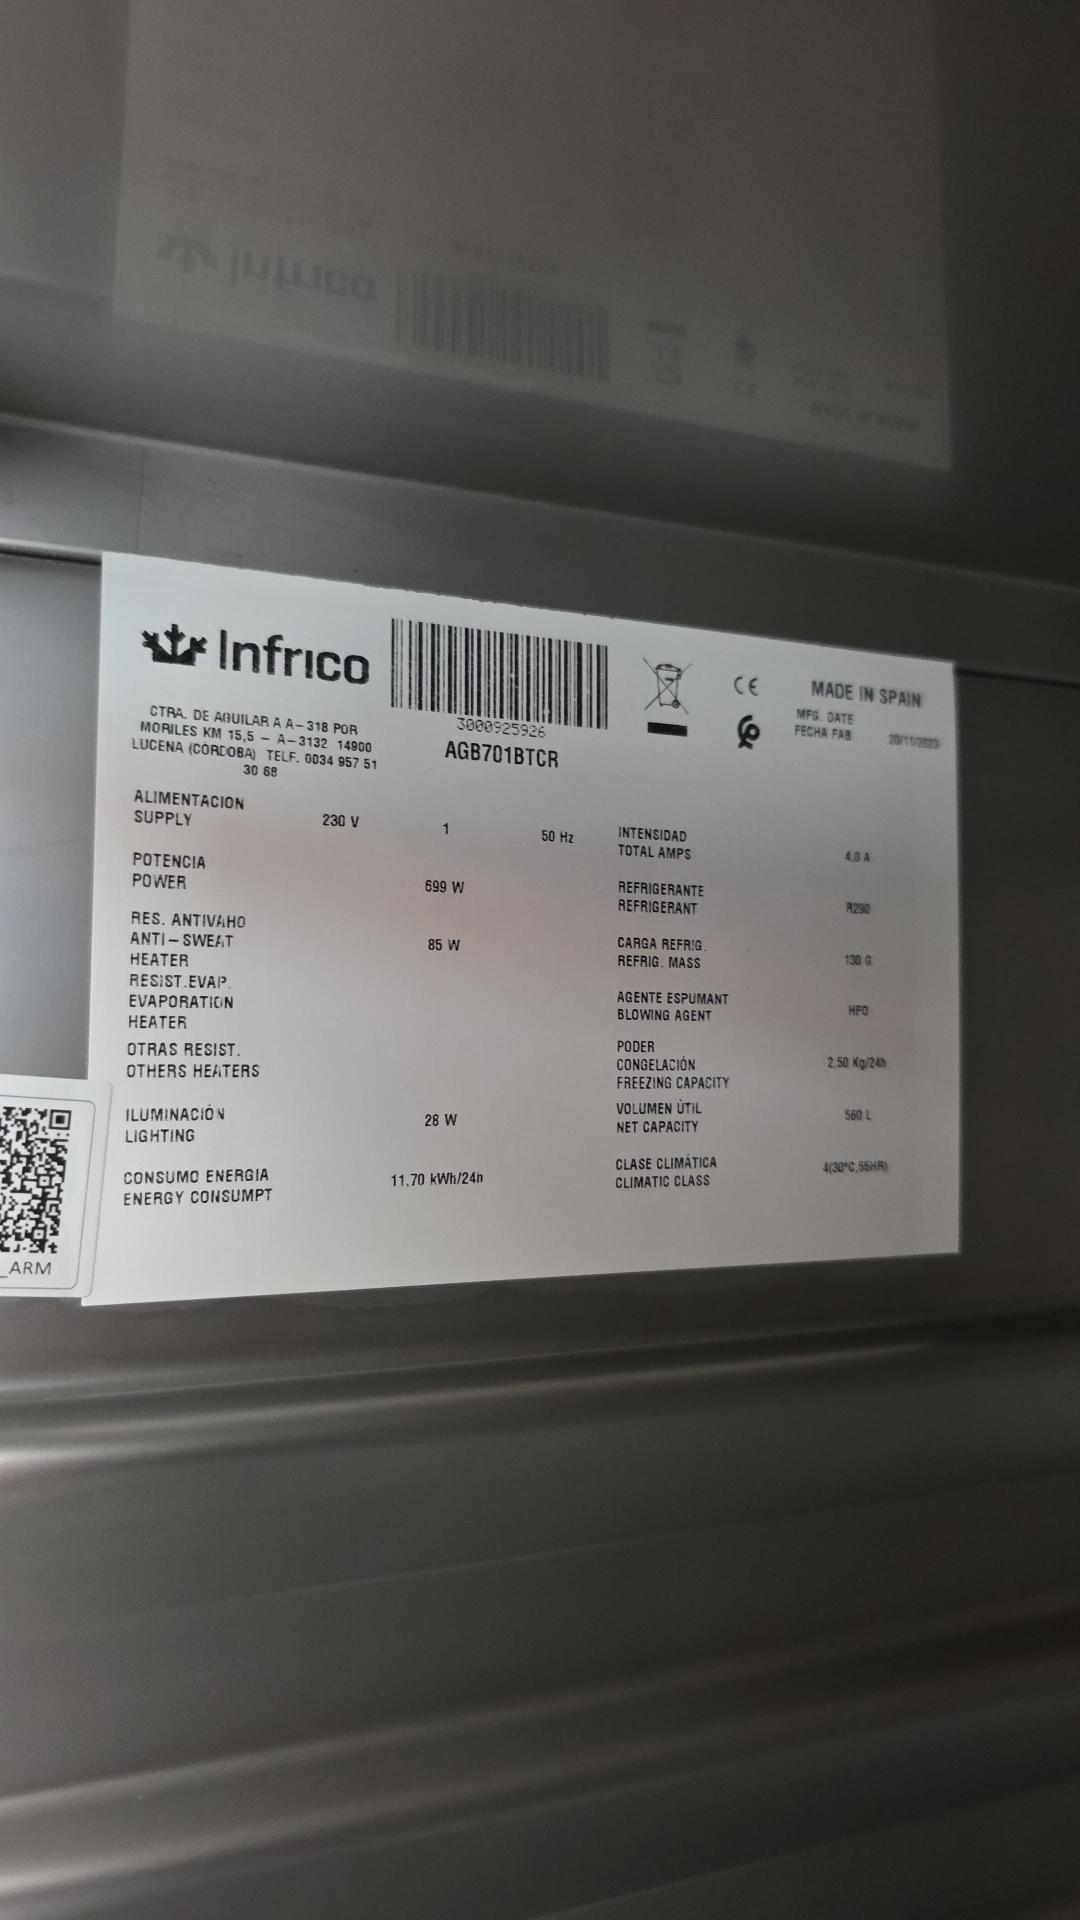 Infrico
CTRA. DE AGUILAR A A-318 POR
MORILES KM 15,5 - A-3132 14900
LUCENA (CÓRDOBA) TELF. 0034 957 51
30 68
3000925926
AGB701BTCR
CE
MADE IN SPAIN
MFG. DATE
FECHA FAB.
20/11/2023
ALIMENTACION
SUPPLY
230 V
1
50 Hz
POTENCIA
POWER
699 W
RES. ANTIVAHO
ANTI-SWEAT
HEATER
85 W
RESIST.EVAP.
EVAPORATION
HEATER
OTRAS RESIST.
OTHERS HEATERS
ILUMINACIÓN
LIGHTING
28 W
CONSUMO ENERGIA
ENERGY CONSUMPT
11,70 kWh/24h
INTENSIDAD
TOTAL AMPS
A
REFRIGERANTE
REFRIGERANT
R290
CARGA REFRIG.
REFRIG. MASS
130 G
AGENTE ESPUMANT
BLOWING AGENT
HFO
PODER
CONGELACIÓN
FREEZING CAPACITY
2,50 Kg/24h
VOLUMEN ÚTIL
NET CAPACITY
560 L
CLASE CLIMÁTICA
CLIMATIC CLASS
4(30ºC,55HR)
_ARM